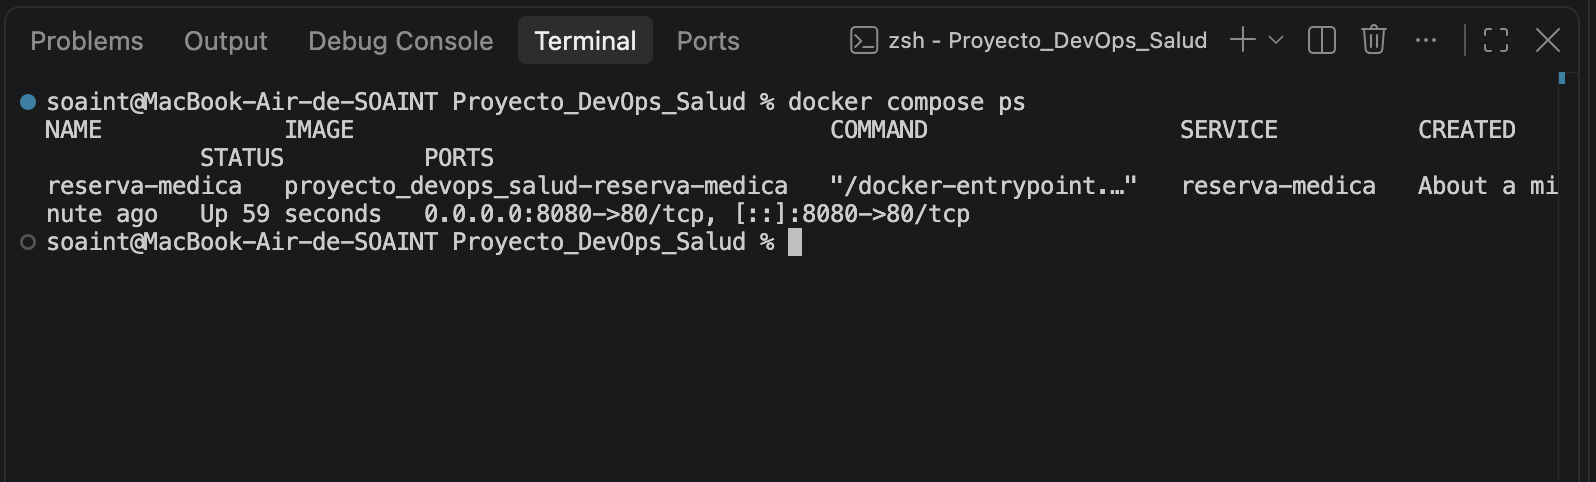 Problems Output Debug Console Terminal Ports zsh - Proyecto_DevOps_Salud
soaint@MacBook-Air-de-SOAINT Proyecto_DevOps_Salud % docker compose ps
NAME IMAGE COMMAND SERVICE CREATED
STATUS PORTS
reserva-medica proyecto_devops_salud-reserva-medica "/docker-entrypoint.…" reserva-medica About a mi
nute ago Up 59 seconds 0.0.0.0:8080->80/tcp, [::]:8080->80/tcp
soaint@MacBook-Air-de-SOAINT Proyecto_DevOps_Salud %